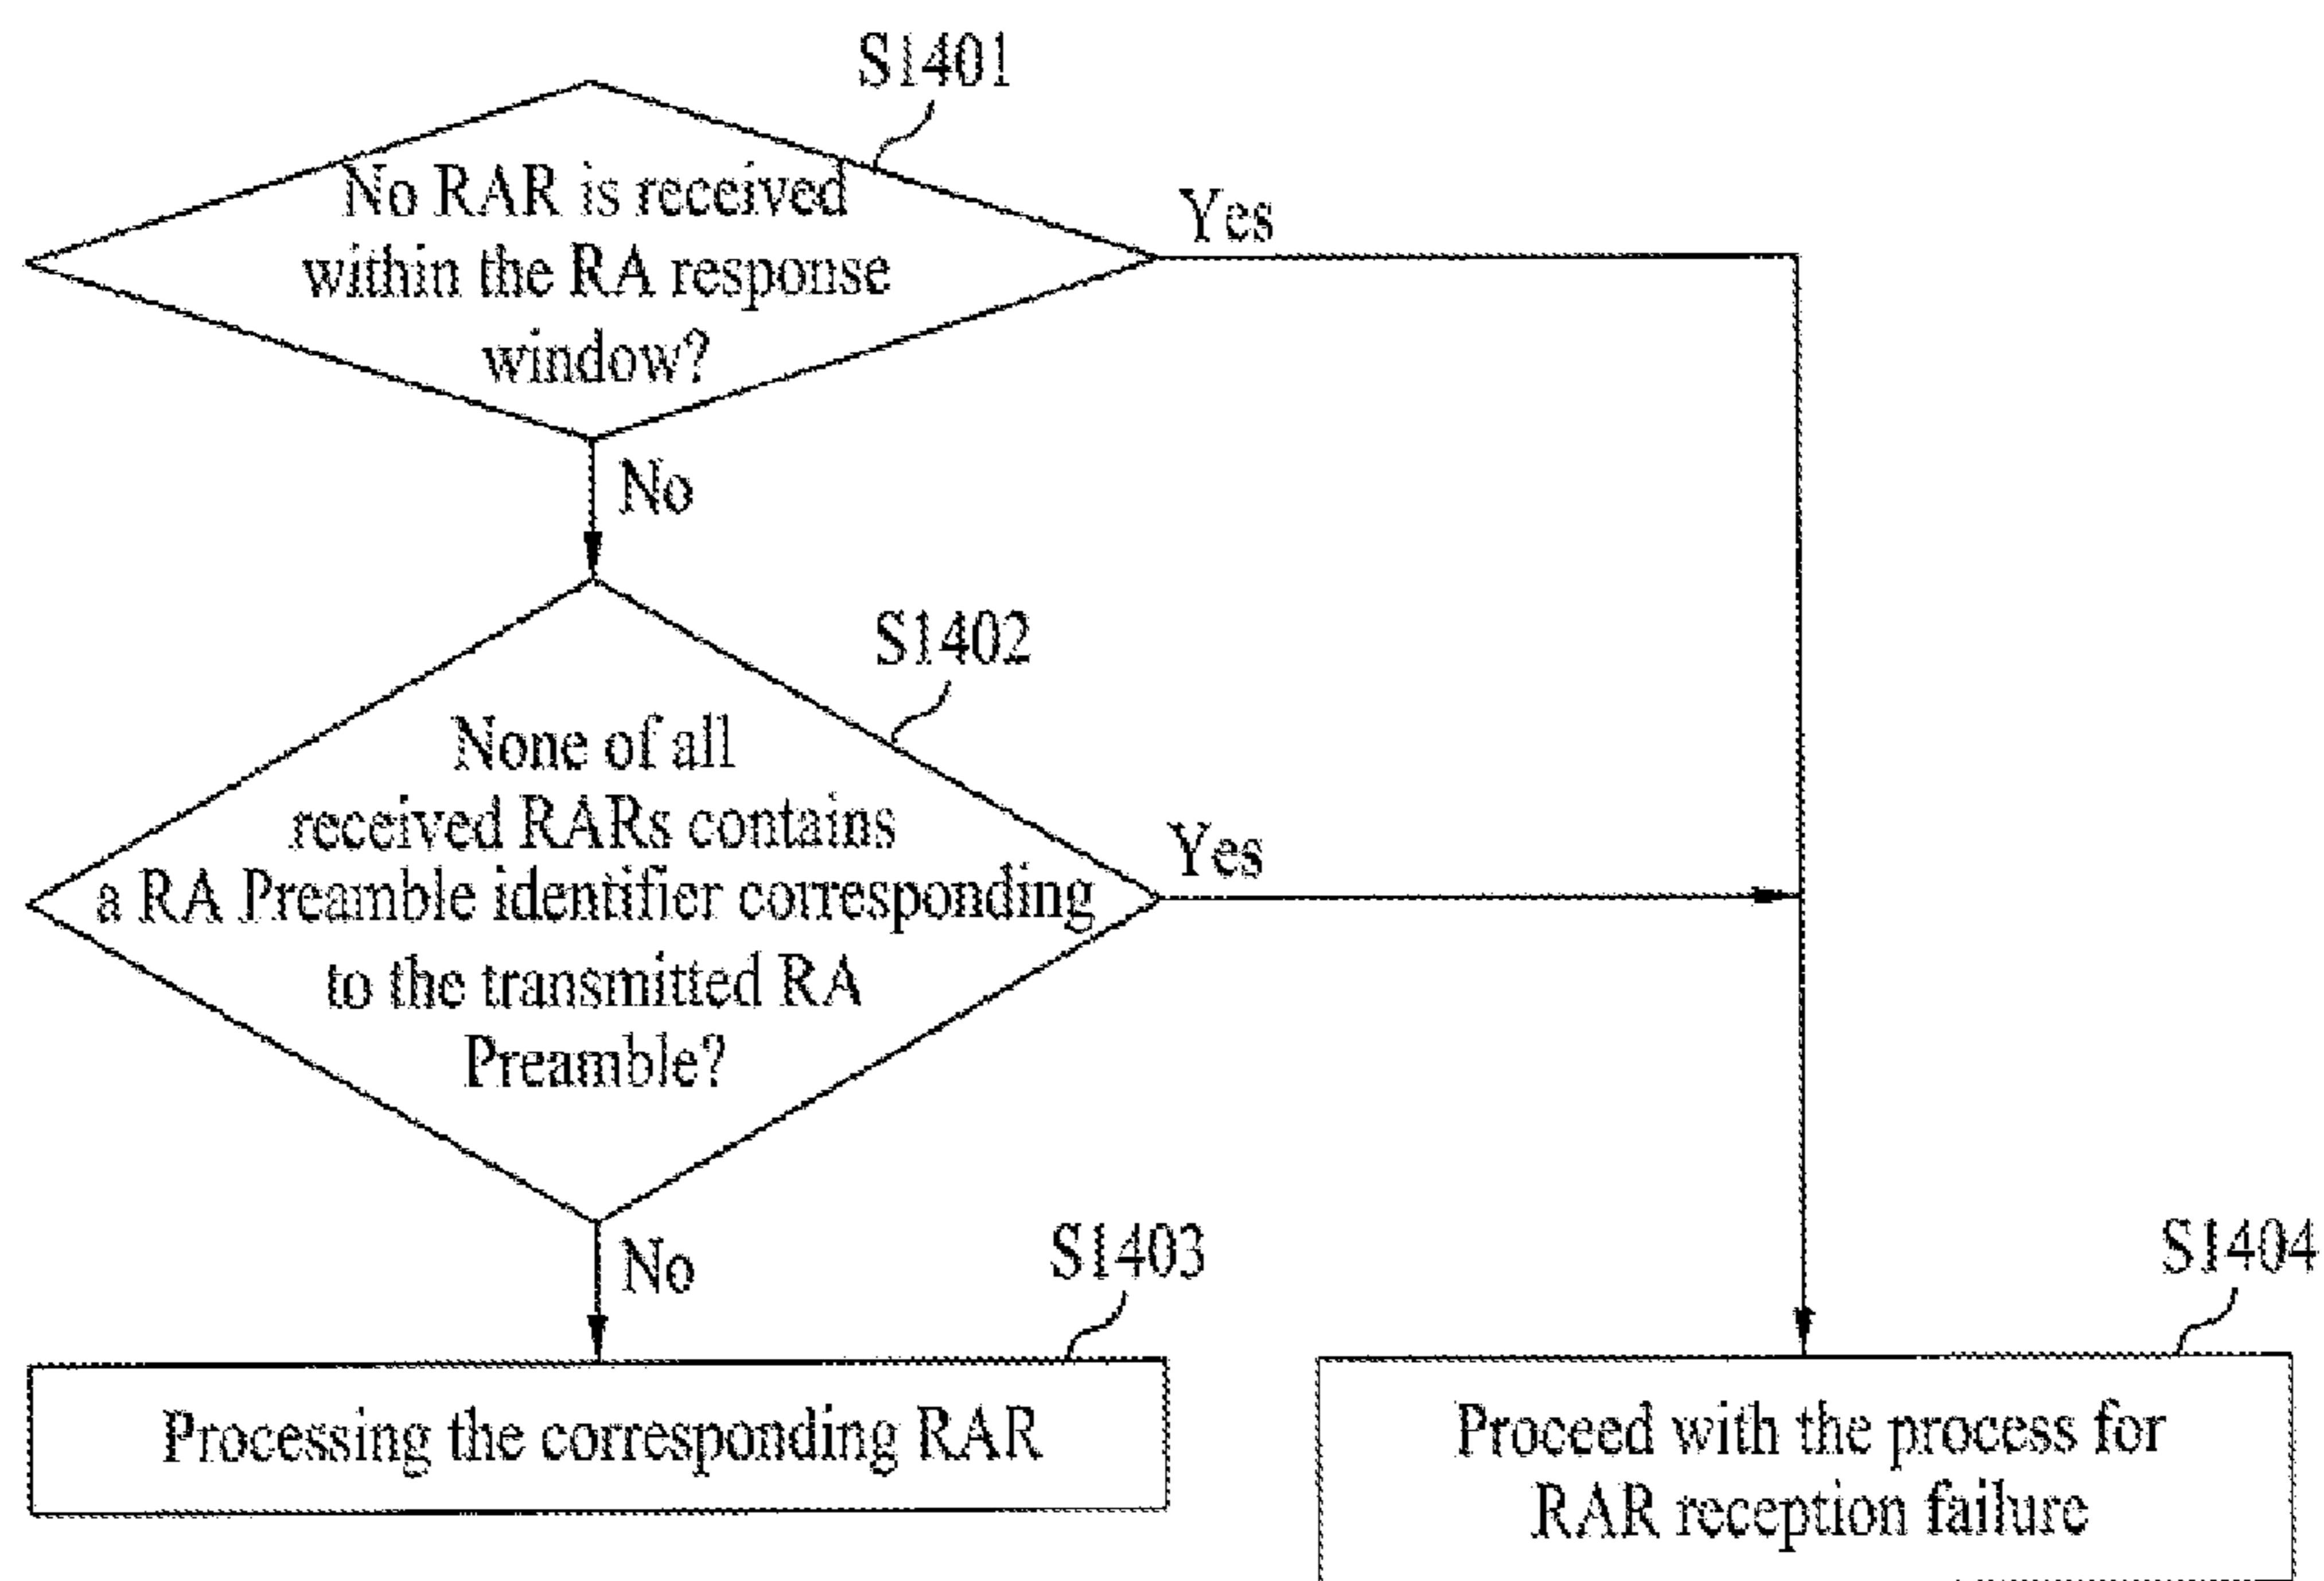 S1401
No RAR is received
within the RA response
window?
Yes
No
S1402
None of all
received RARs contains
a RA Preamble identifier corresponding
to the transmitted RA
Preamble?
Yes
No
S1403
Processing the corresponding RAR
S1404
Proceed with the process for
RAR reception failure